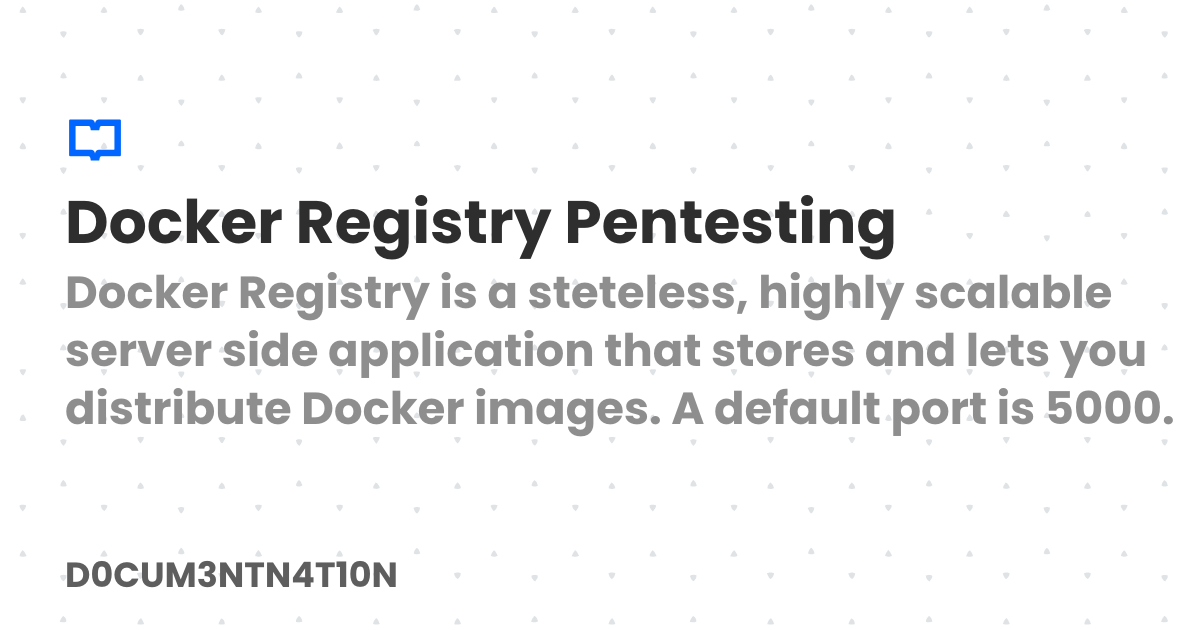 Docker Registry Pentesting
Docker Registry is a steteless, highly scalable
server side application that stores and lets you
distribute Docker images. A default port is 5000.
D0CUM3NTN4T10N